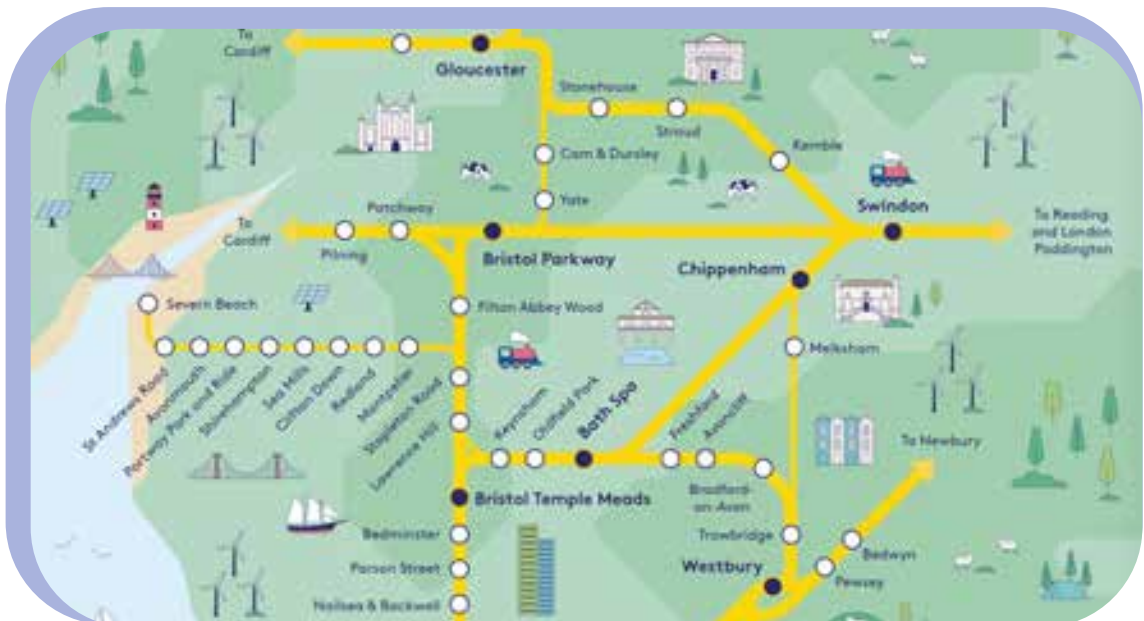 To
Cardiff
Gloucester
Stonehouse
Stroud
Kemble
Cam & Dursley
Yate
Swindon
Patchway
To
Cardiff
Pilning
Bristol Parkway
To Reading
and London
Paddington
Chippenham
Severn Beach
Filton Abbey Wood
Melksham
St Andrews Road
Avonmouth
Portway Park and Ride
Shirehampton
Sea Mills
Clifton Down
Redland
Montpelier
Stapleton Road
Lawrence Hill
Keynsham
Oldfield Park
Bath Spa
Freshford
Avoncliff
To Newbury
Bristol Temple Meads
Bradford-
on-Avon
Bedminster
Trowbridge
Bedwyn
Parson Street
Westbury
Pewsey
Nailsea & Backwell